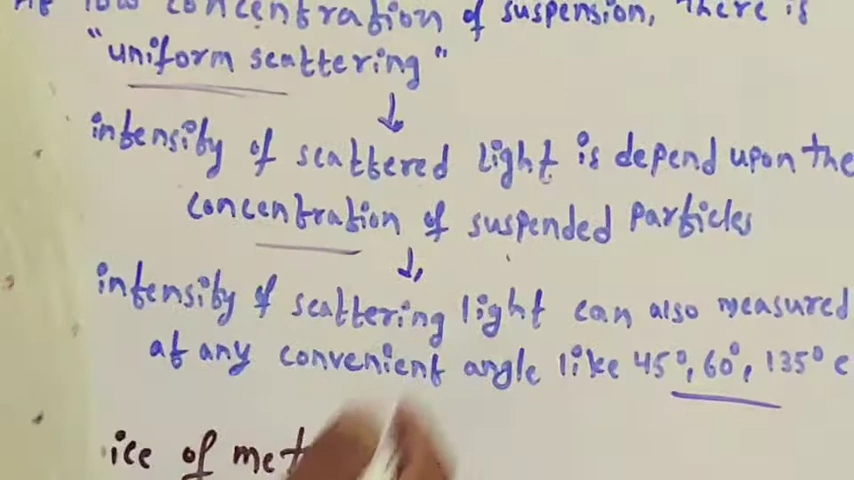 At low concentration of suspension, There is
"uniform scattering"
intensity of scattered light is depend upon the
concentration of suspended particles
intensity of scattering light can also measured
at any convenient angle like 45°, 60°, 135° e
ice of met